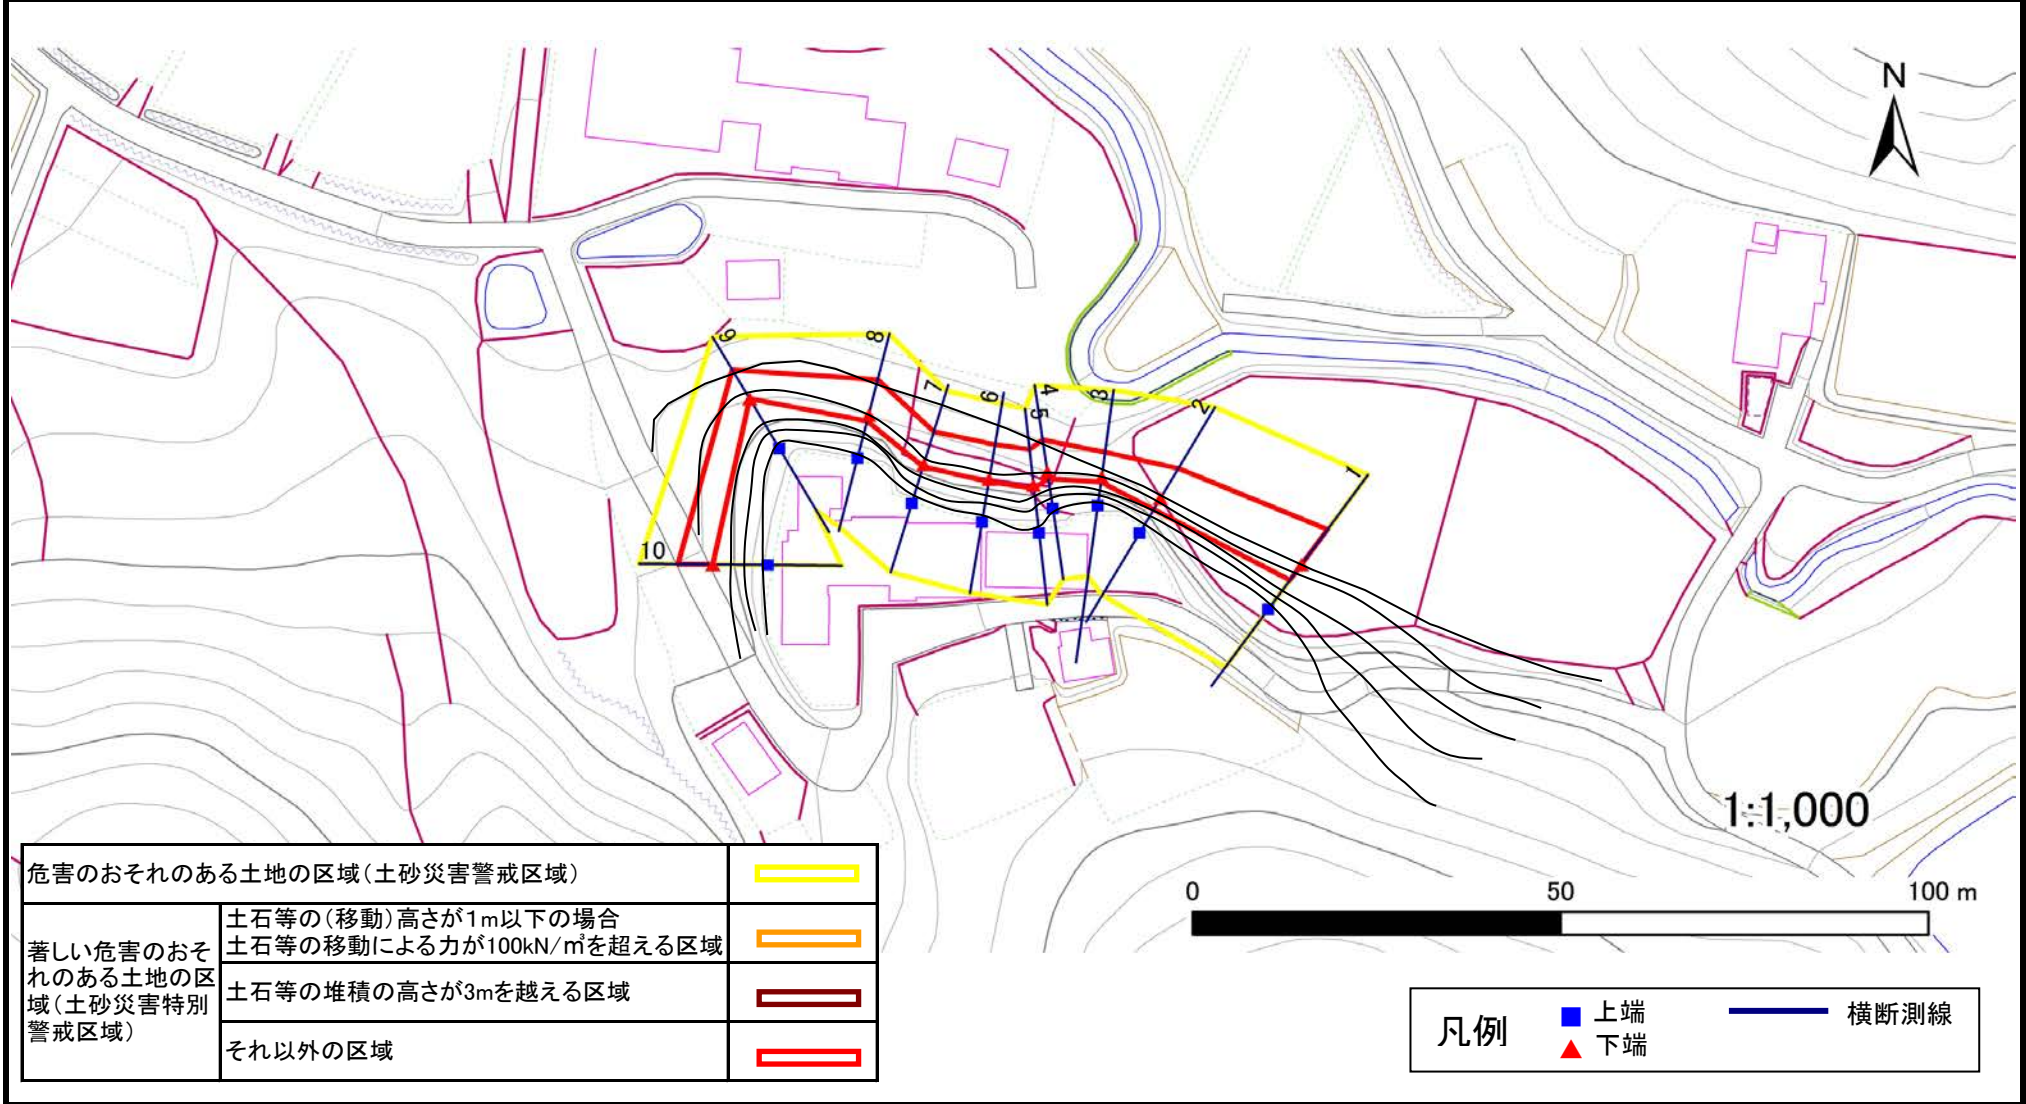 N
9
8
7
6
4
5
3
2
1
10
1:1,000
0 50 100 m
危害のおそれのある土地の区域(土砂災害警戒区域)
著しい危害のおそ
れのある土地の区
域(土砂災害特別
警戒区域)
土石等の(移動)高さが1m以下の場合
土石等の移動による力が100kN/㎡を超える区域
土石等の堆積の高さが3mを越える区域
それ以外の区域
凡例
上端
下端
横断測線